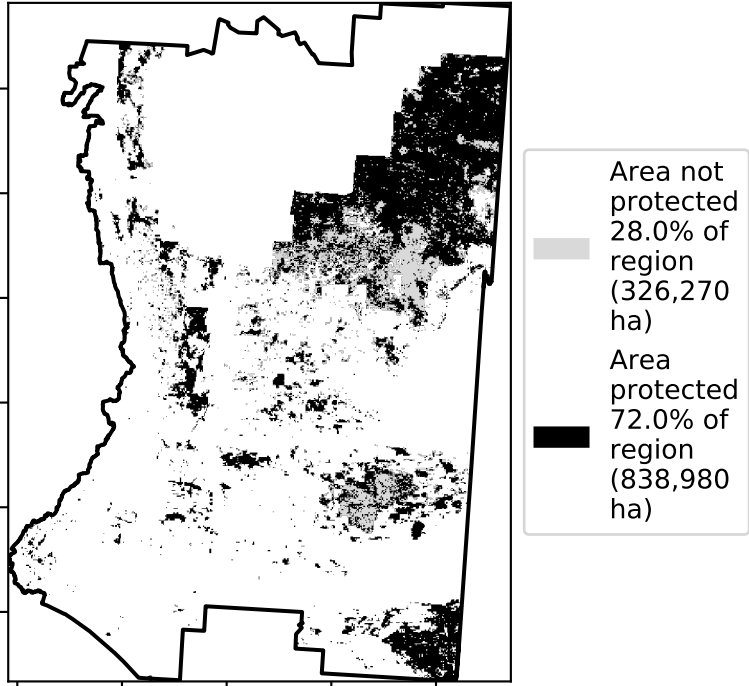 Area not
protected
28.0% of
region
(326,270
ha)
Area
protected
72.0% of
region
(838,980
ha)